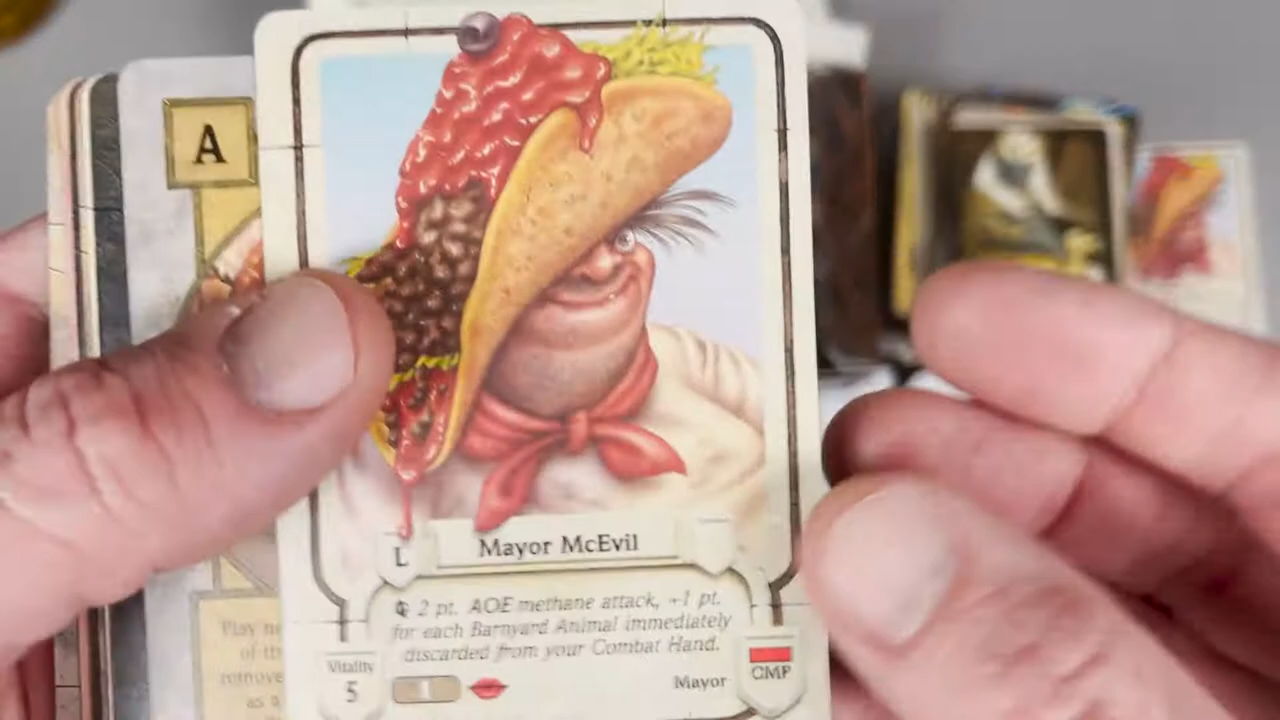 A
L
Mayor McEvil
2 pt. AOE methane attack, +1 pt.
for each Barnyard Animal immediately
discarded from your Combat Hand.
Vitality
5
Mayor
CMP
Play
of
remove
as a